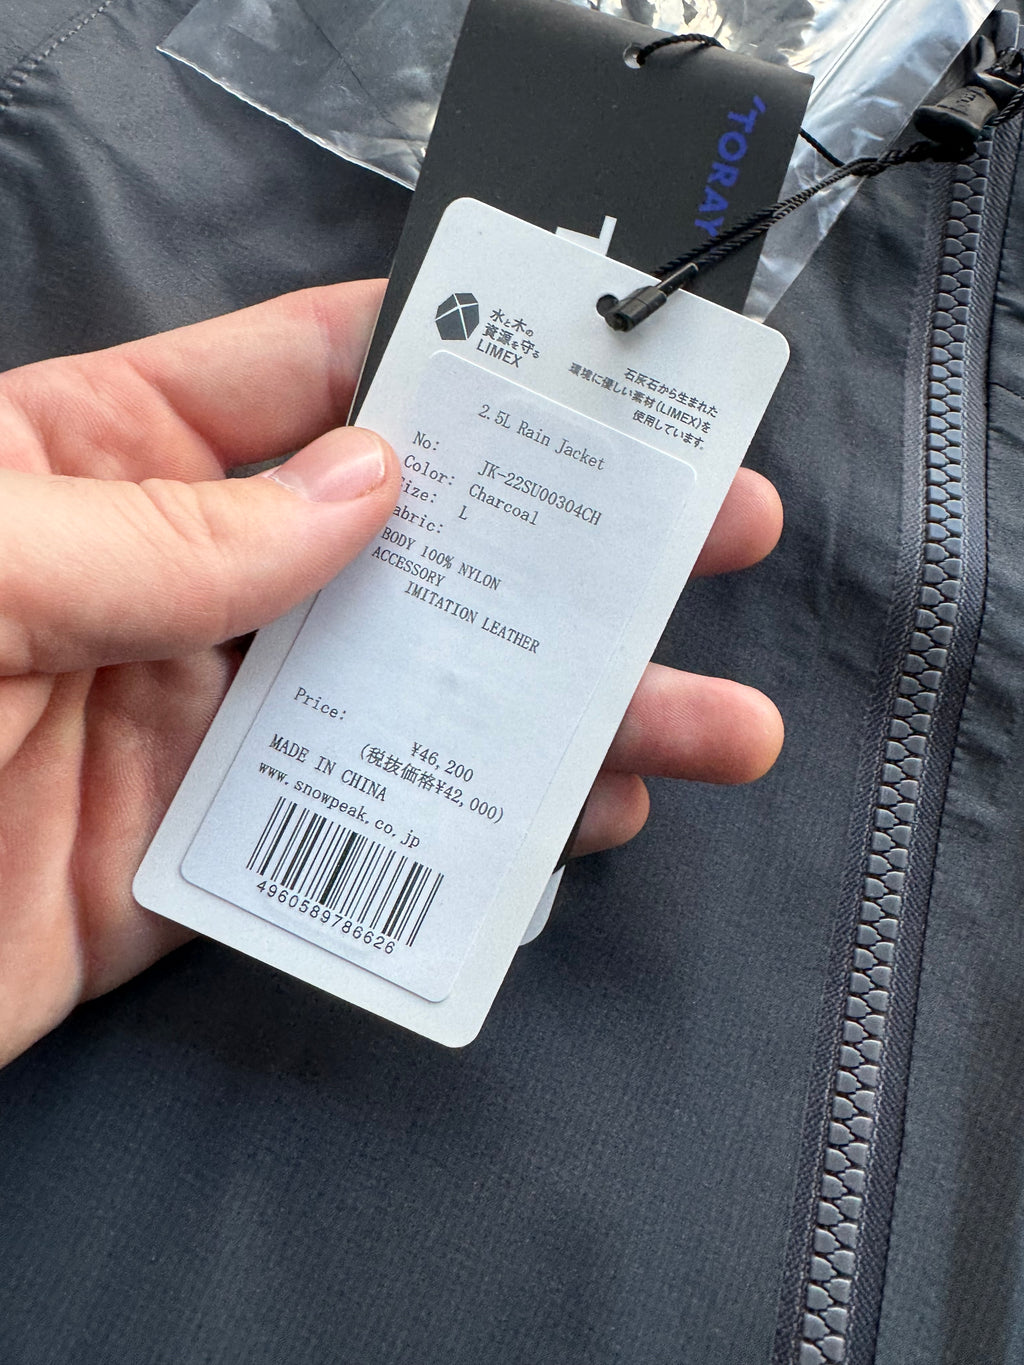 'TORAY'
水と木の
資源を守る
LIMEX
石灰石から生まれた
環境に優しい素材(LIMEX)を
使用しています。
2.5L Rain Jacket
No: JK-22SU00304CH
Color: Charcoal
ize: L
abric:
BODY 100% NYLON
ACCESSORY
IMITATION LEATHER
Price:
¥46,200
(税抜価格¥42,000)
MADE IN CHINA
www.snowpeak.co.jp
4960589786626